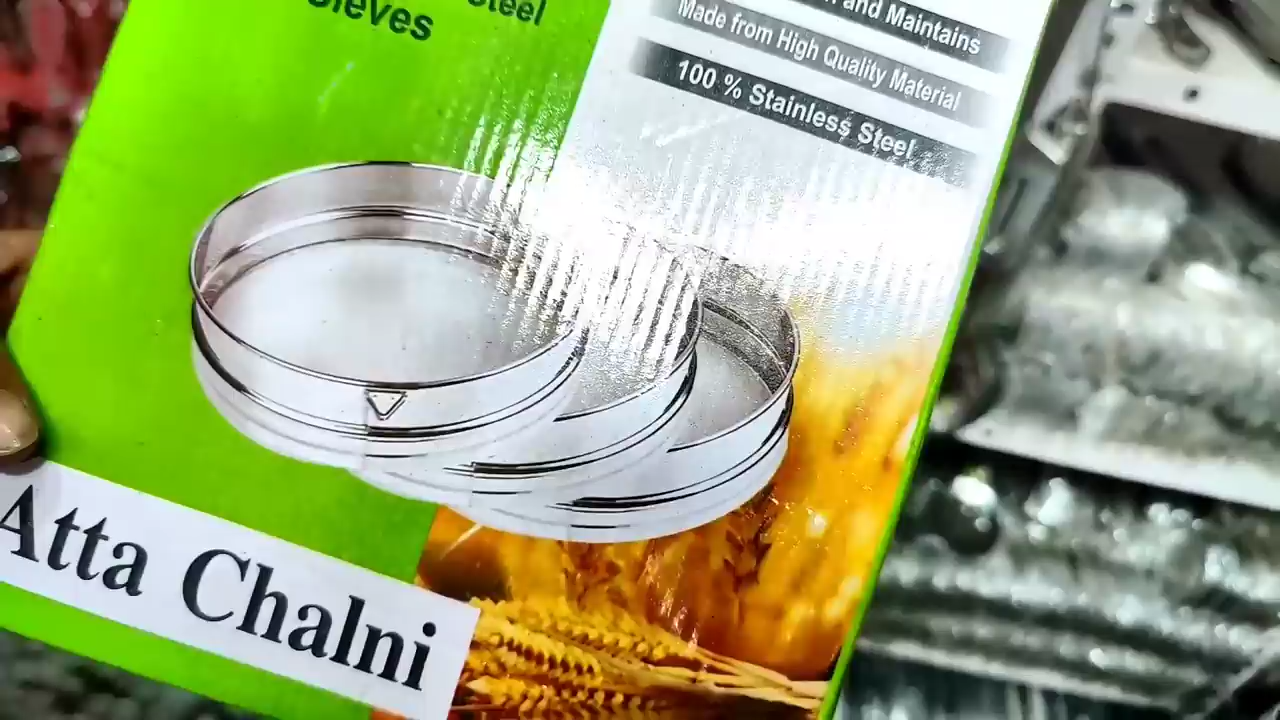 Steel
Sieves
and Maintains
Made from High Quality Material
100 % Stainless Steel
Atta Chalni